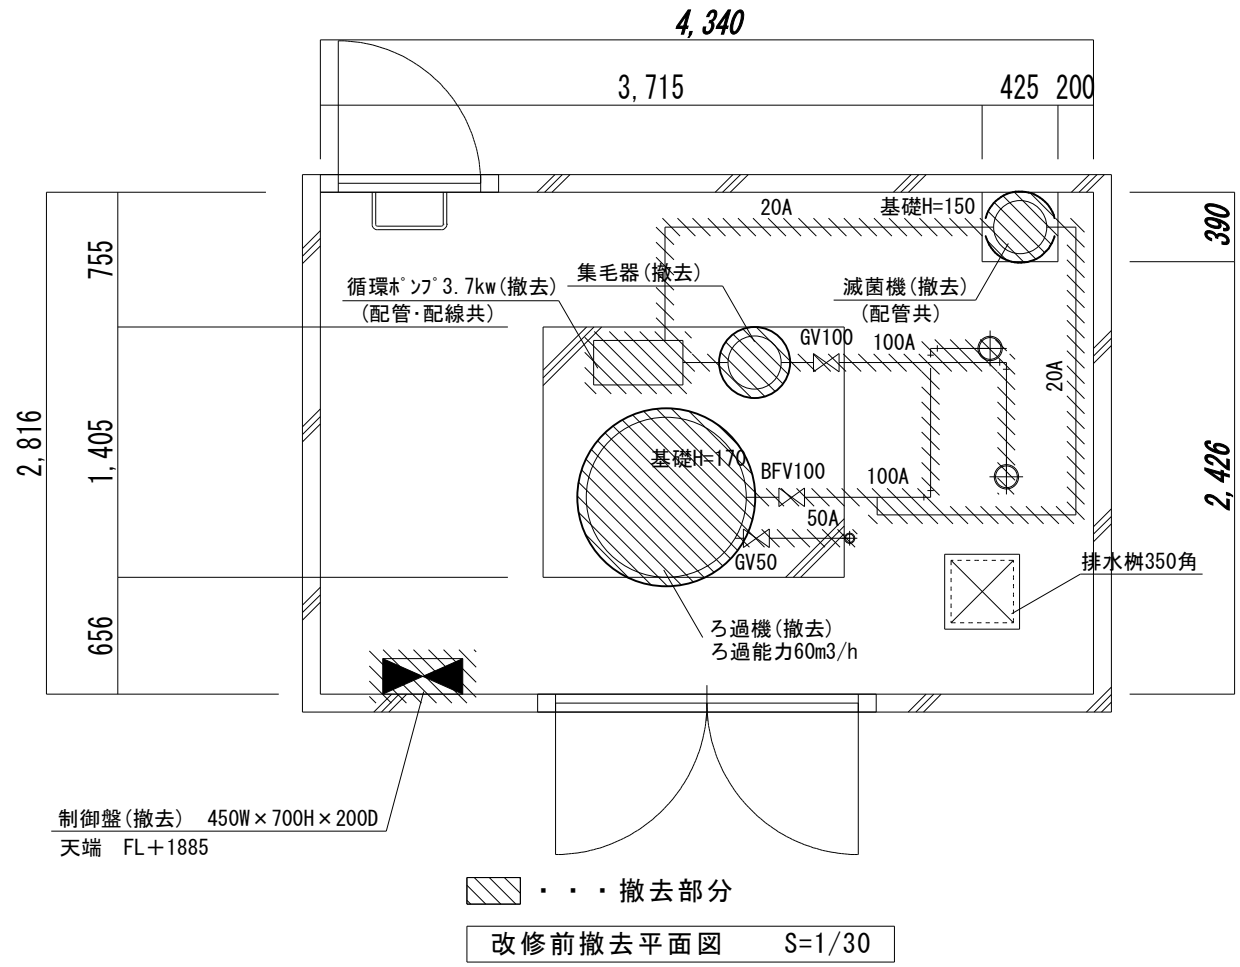 4,340
3,715
425
200
20A
基礎H=150
390
755
循環ﾎﾟﾝﾌﾟ3.7kw(撤去)
(配管･配線共)
集毛器(撤去)
滅菌機(撤去)
(配管共)
GV100
100A
20A
2,816
1,405
基礎H=170
BFV100
100A
2,426
50A
GV50
排水桝350角
656
ろ過機(撤去)
ろ過能力60m3/h
制御盤(撤去) 450W×700H×200D
天端 FL+1885
・・・撤去部分
改修前撤去平面図 S=1/30